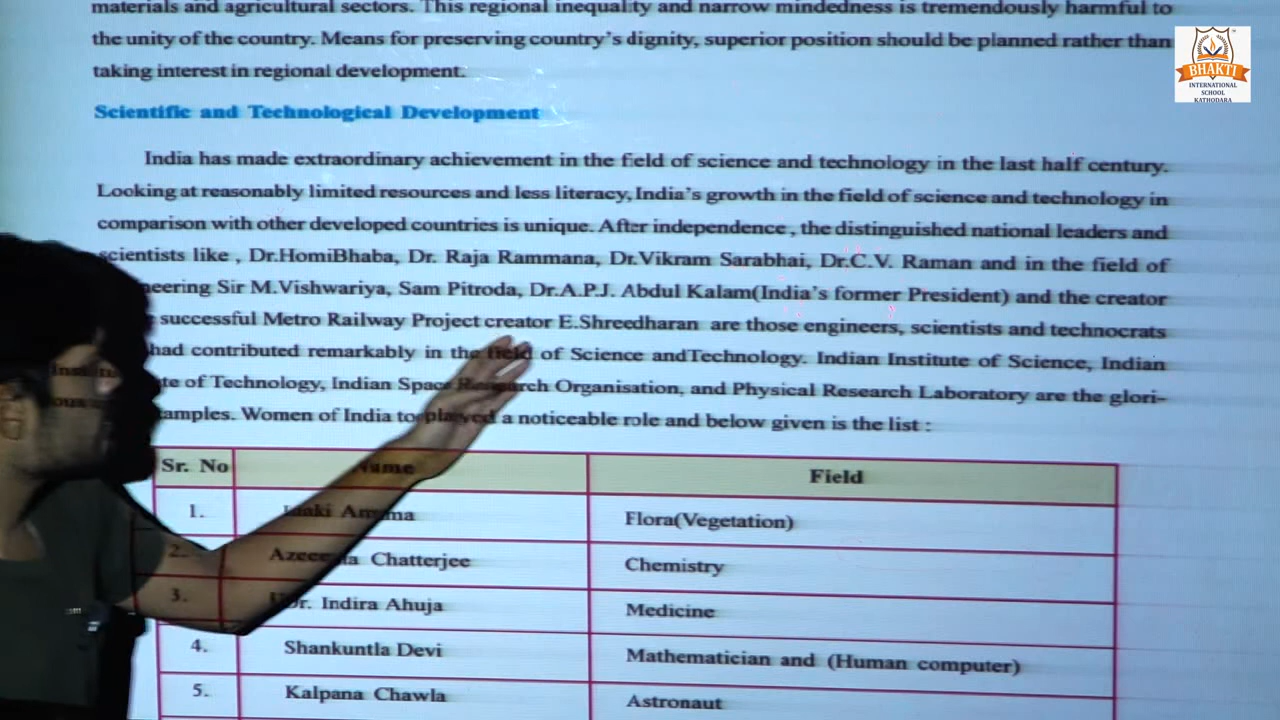 materials and agricultural sectors. This regional inequality and narrow mindedness is tremendously harmful to
the unity of the country. Means for preserving country's dignity, superior position should be planned rather than
taking interest in regional development.
BHAKTI
INTERNATIONAL
SCHOOL
KATHODARA
Scientific and Technological Development
India has made extraordinary achievement in the field of science and technology in the last half century.
Looking at reasonably limited resources and less literacy, India's growth in the field of science and technology in
comparison with other developed countries is unique. After independence, the distinguished national leaders and
scientists like, Dr.HomiBhaba, Dr. Raja Rammana, Dr.Vikram Sarabhai, Dr.C.V. Raman and in the field of
Sir M.Vishwariya, Sam Pitroda, Dr.A.P.J. Abdul Kalam(India's former President) and the creator
successful Metro Railway Project creator E.Shreedharan are those engineers, scientists and technocrats
had contributed remarkably in the field of Science andTechnology. Indian Institute of Science, Indian
of Technology, Indian Space Research Organisation, and Physical Research Laboratory are the glori-
Women of India to played a noticeable role and below given is the list :
Sr. No Name Field
1. Flora(Vegetation)
2. Chatterjee Chemistry
3. Dr. Indira Ahuja Medicine
4. Shankuntla Devi Mathematician and (Human computer)
5. Kalpana Chawla Astronaut